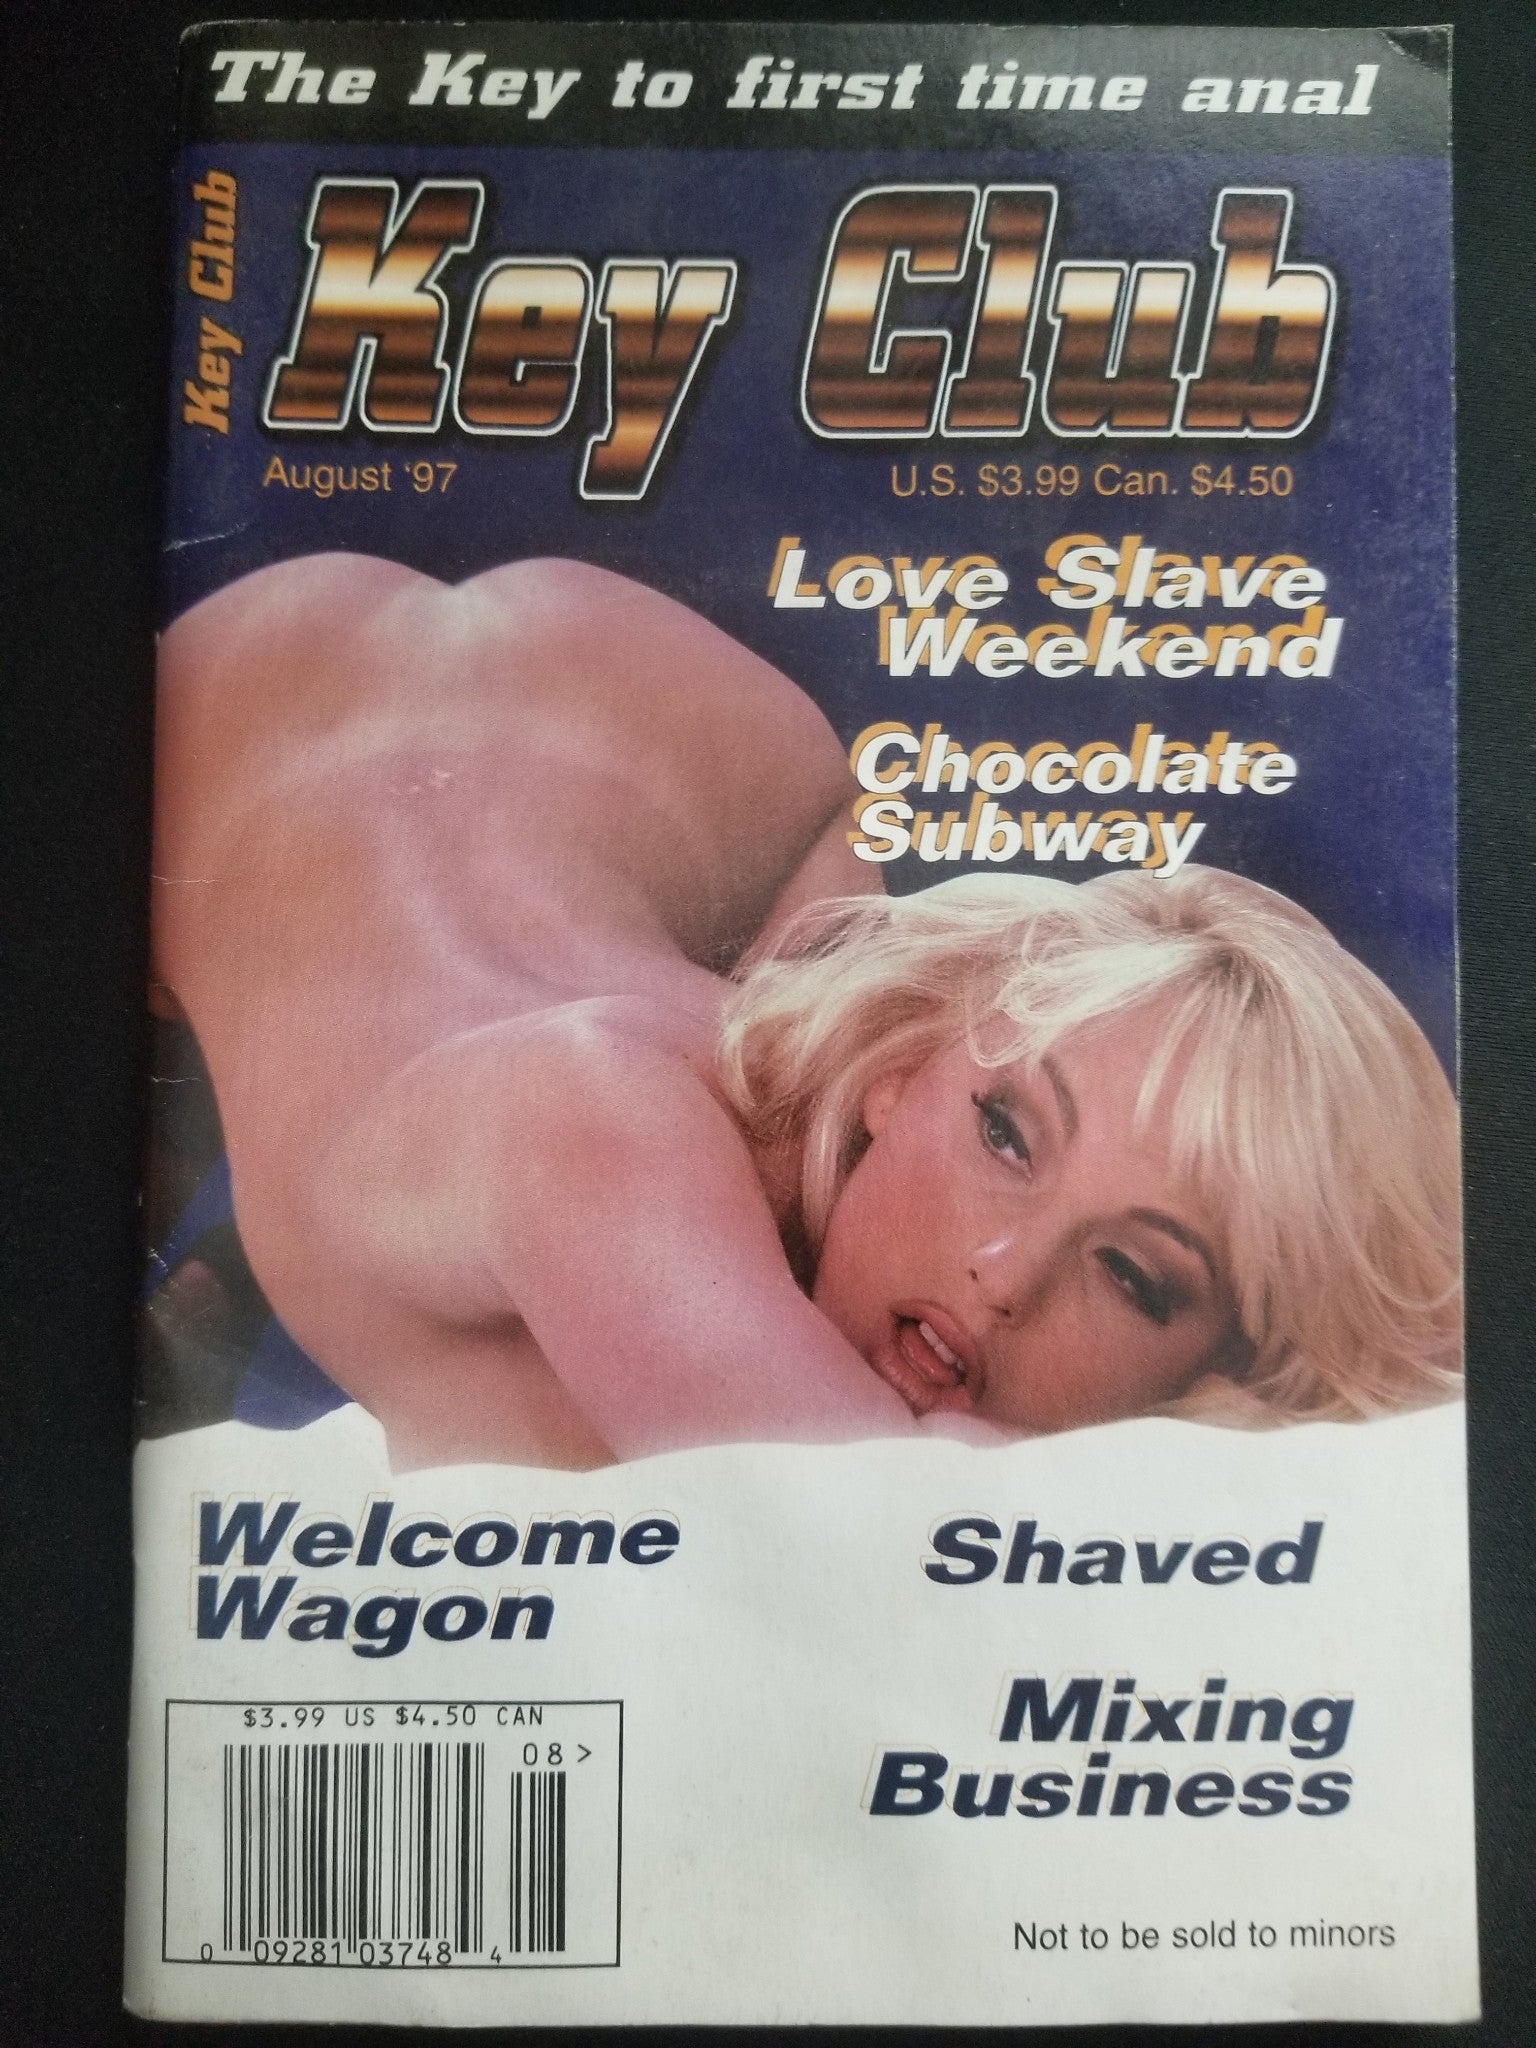 The Key to first time anal
Key Club
Key Club
August '97
U.S. $3.99 Can. $4.50
Love Slave
Weekend
Chocolate
Subway
Welcome
Wagon
Shaved
Mixing
Business
$3.99 US $4.50 CAN
08>
0 09281 03748 4
Not to be sold to minors